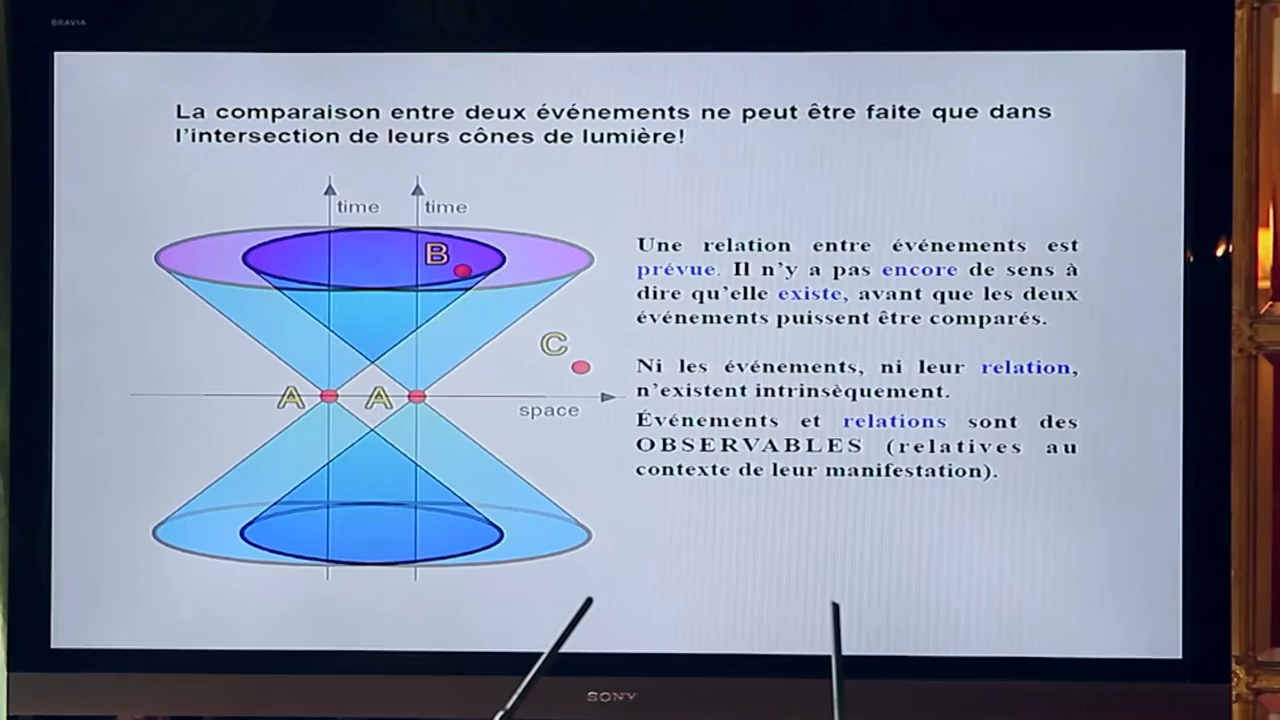 BRAVIA
La comparaison entre deux événements ne peut être faite que dans
l'intersection de leurs cônes de lumière!
time
time
B
C
A
A
space
Une relation entre événements est
prévue. Il n'y a pas encore de sens à
dire qu'elle existe, avant que les deux
événements puissent être comparés.
Ni les événements, ni leur relation,
n'existent intrinsèquement.
Événements et relations sont des
OBSERVABLES (relatives au
contexte de leur manifestation).
SONY